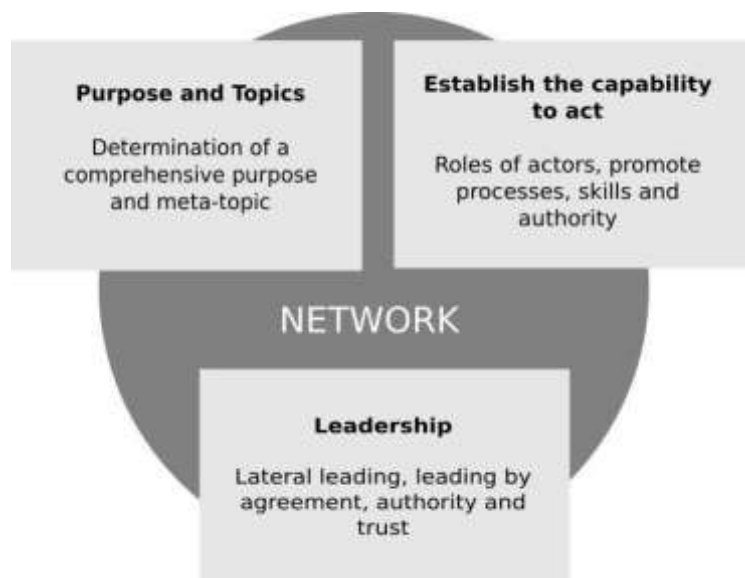 Purpose and Topics
Determination of a
comprehensive purpose
and meta-topic
Establish the capability
to act
Roles of actors, promote
processes, skills and
authority
NETWORK
Leadership
Lateral leading, leading by
agreement, authority and
trust